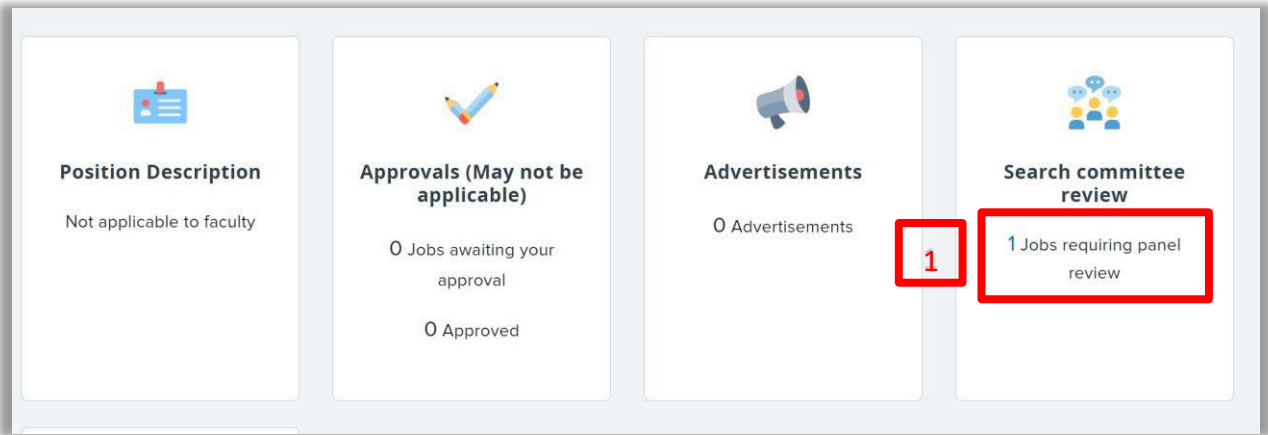 Position Description
Not applicable to faculty
Approvals (May not be
applicable)
0 Jobs awaiting your
approval
0 Approved
Advertisements
0 Advertisements
1
Search committee
review
1 Jobs requiring panel
review